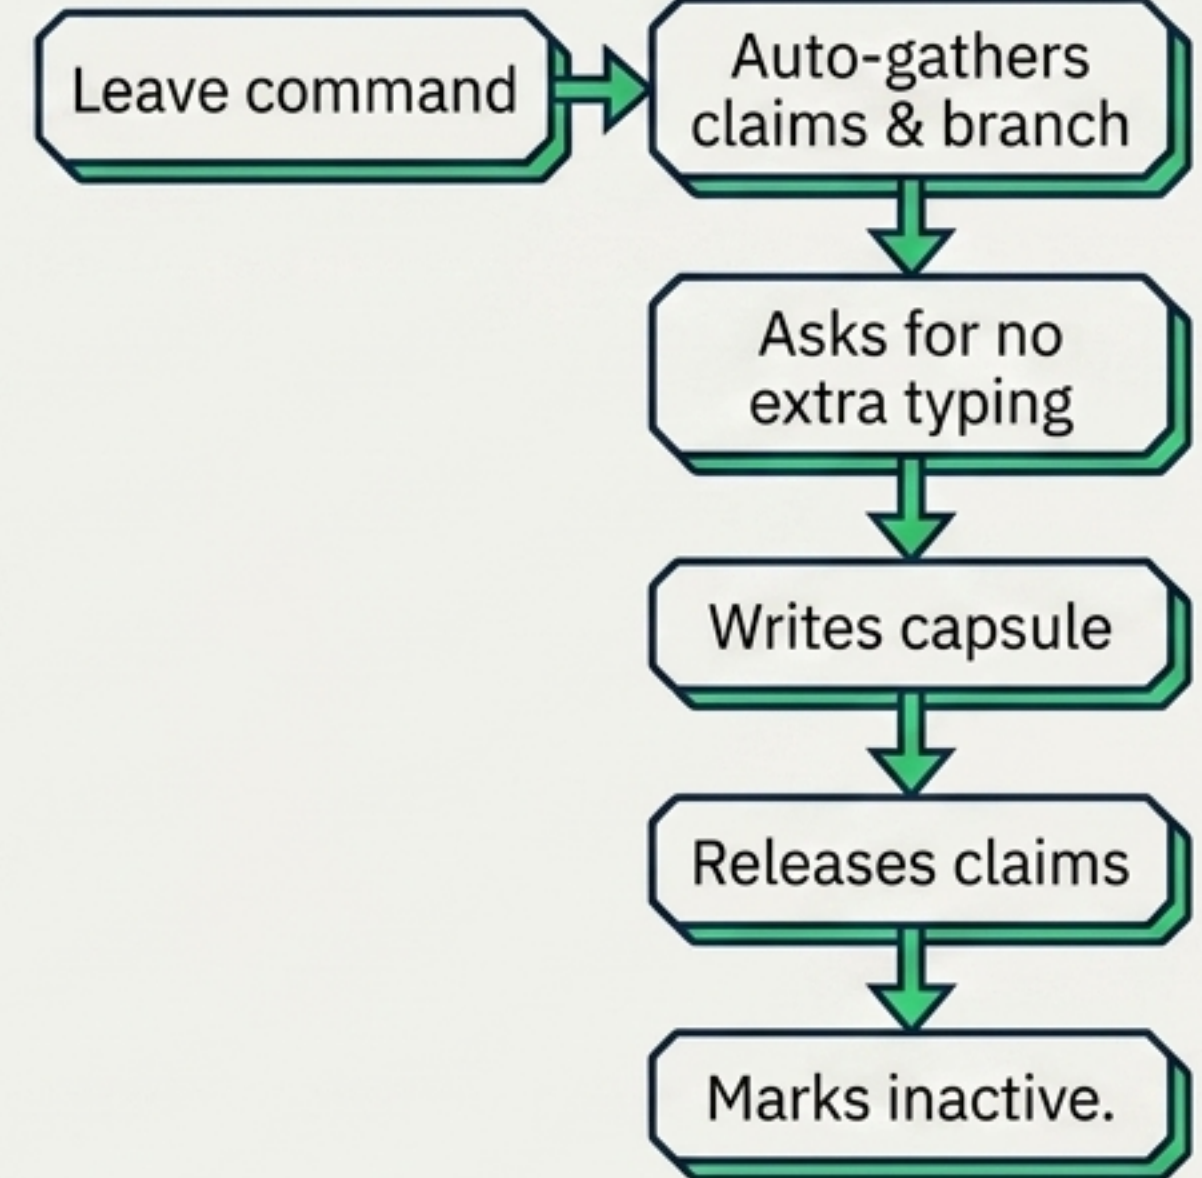 Leave command
Auto-gathers
claims & branch
Asks for no
extra typing
Writes capsule
Releases claims
Marks inactive.